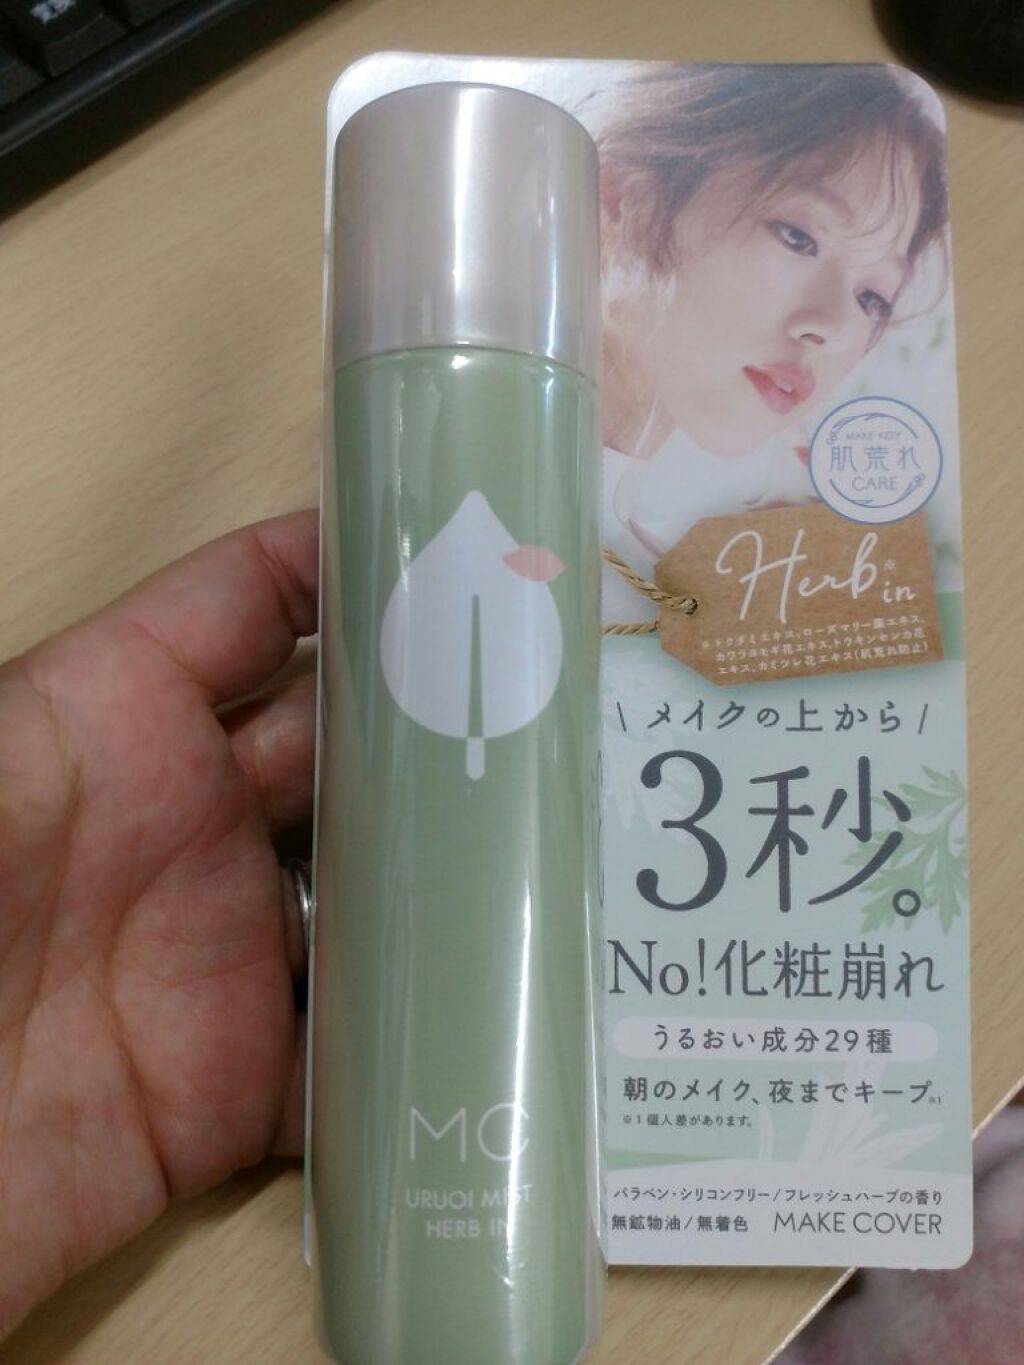 MAKE KEEP
肌荒れ
CARE
Herb※in
※ドクダミエキス、ローズマリー葉エキス、
カワラヨモギ花エキス、トウキンセンカ花
エキス、カミツレ花エキス(肌荒れ防止)
\ メイクの上から /
3秒。
No!化粧崩れ
うるおい成分29種
朝のメイク、夜までキープ※1
※1個人差があります。
パラベン・シリコンフリー/フレッシュハーブの香り
無鉱物油/無着色 MAKE COVER
MC
URUOI MIST
HERB IN